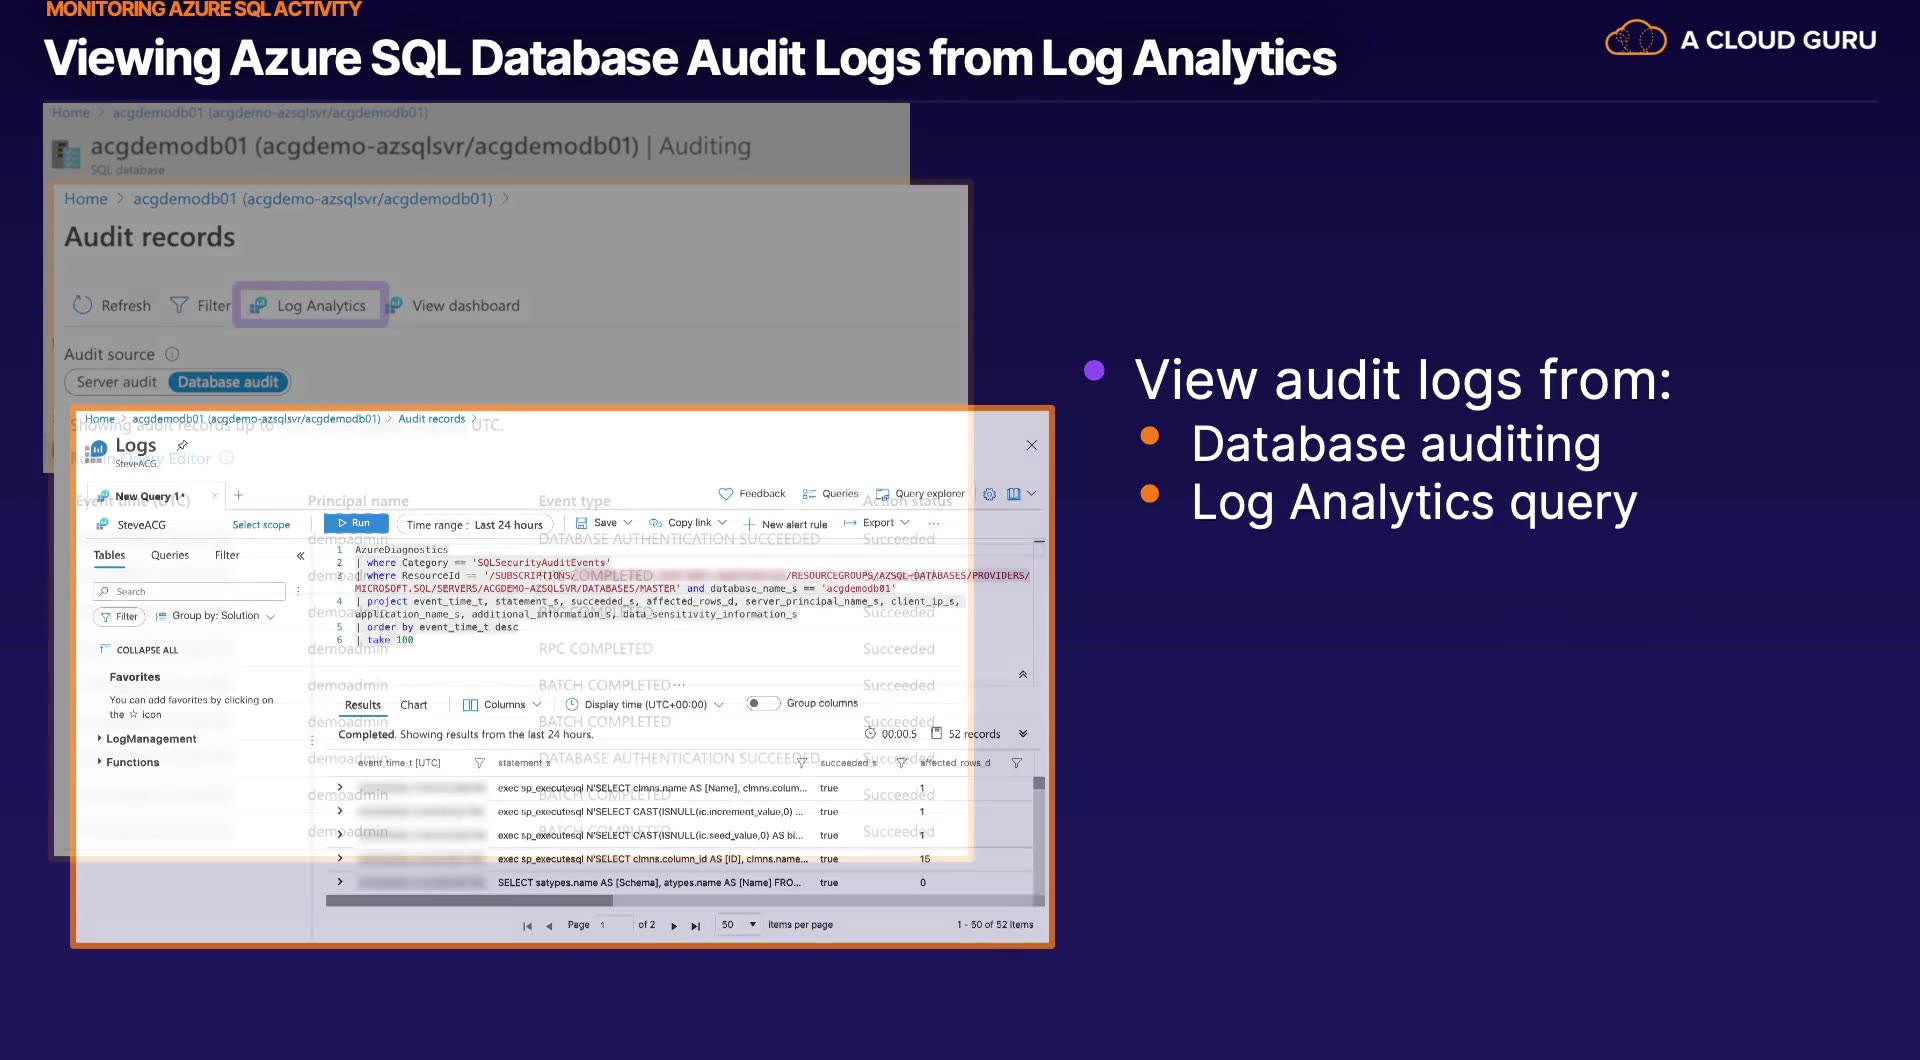 MONITORING AZURE SQL ACTIVITY
Viewing Azure SQL Database Audit Logs from Log Analytics
A CLOUD GURU
Home > acgdemodb01 (acgdemo-azsqlsvr/acgdemodb01)
acgdemodb01 (acgdemo-azsqlsvr/acgdemodb01) | Auditing
SQL database
Home > acgdemodb01 (acgdemo-azsqlsvr/acgdemodb01) >
Audit records
Refresh Filter Log Analytics View dashboard
Audit source
Server audit Database audit
Showing audit records up to UTC.
Query Editor
Principal name Event type Action status
demoadmin DATABASE AUTHENTICATION SUCCEEDED Succeeded
COMPLETED
Succeeded
demoadmin RPC COMPLETED Succeeded
demoadmin BATCH COMPLETED Succeeded
demoadmin BATCH COMPLETED Succeeded
demoadmin DATABASE AUTHENTICATION SUCCEEDED
demoadmin BATCH COMPLETED Succeeded
demoadmin BATCH COMPLETED Succeeded
Home > acgdemodb01 (acgdemo-azsqlsvr/acgdemodb01) > Audit records >
Logs
SteveACG
New Query 1*
Feedback Queries Query explorer
SteveACG Select scope
Run Time range : Last 24 hours Save Copy link New alert rule Export ...
Tables Queries Filter
Search
Filter Group by: Solution
COLLAPSE ALL
Favorites
You can add favorites by clicking on
the ☆ icon
LogManagement
Functions
1 AzureDiagnostics
2 | where Category == 'SQLSecurityAuditEvents'
3 | where ResourceId == '/SUBSCRIPTIONS/ /RESOURCEGROUPS/AZSQL-DATABASES/PROVIDERS/
MICROSOFT.SQL/SERVERS/ACGDEMO-AZSQLSVR/DATABASES/MASTER' and database_name_s == 'acgdemodb01'
4 | project event_time_t, statement_s, succeeded_s, affected_rows_d, server_principal_name_s, client_ip_s,
application_name_s, additional_information_s, data_sensitivity_information_s
5 | order by event_time_t desc
6 | take 100
Results Chart Columns Display time (UTC+00:00) Group columns
Completed. Showing results from the last 24 hours. 00:00.5 52 records
event_time_t [UTC] statement_s succeeded_s affected_rows_d
exec sp_executesql N'SELECT clmns.name AS [Name], clmns.colum... true 1
exec sp_executesql N'SELECT CAST(ISNULL(ic.increment_value,0) ... true 1
exec sp_executesql N'SELECT CAST(ISNULL(ic.seed_value,0) AS bi... true 1
exec sp_executesql N'SELECT clmns.column_id AS [ID], clmns.name... true 15
SELECT satypes.name AS [Schema], atypes.name AS [Name] FRO... true 0
Page 1 of 2 50 items per page 1 - 50 of 52 items
View audit logs from:
Database auditing
Log Analytics query